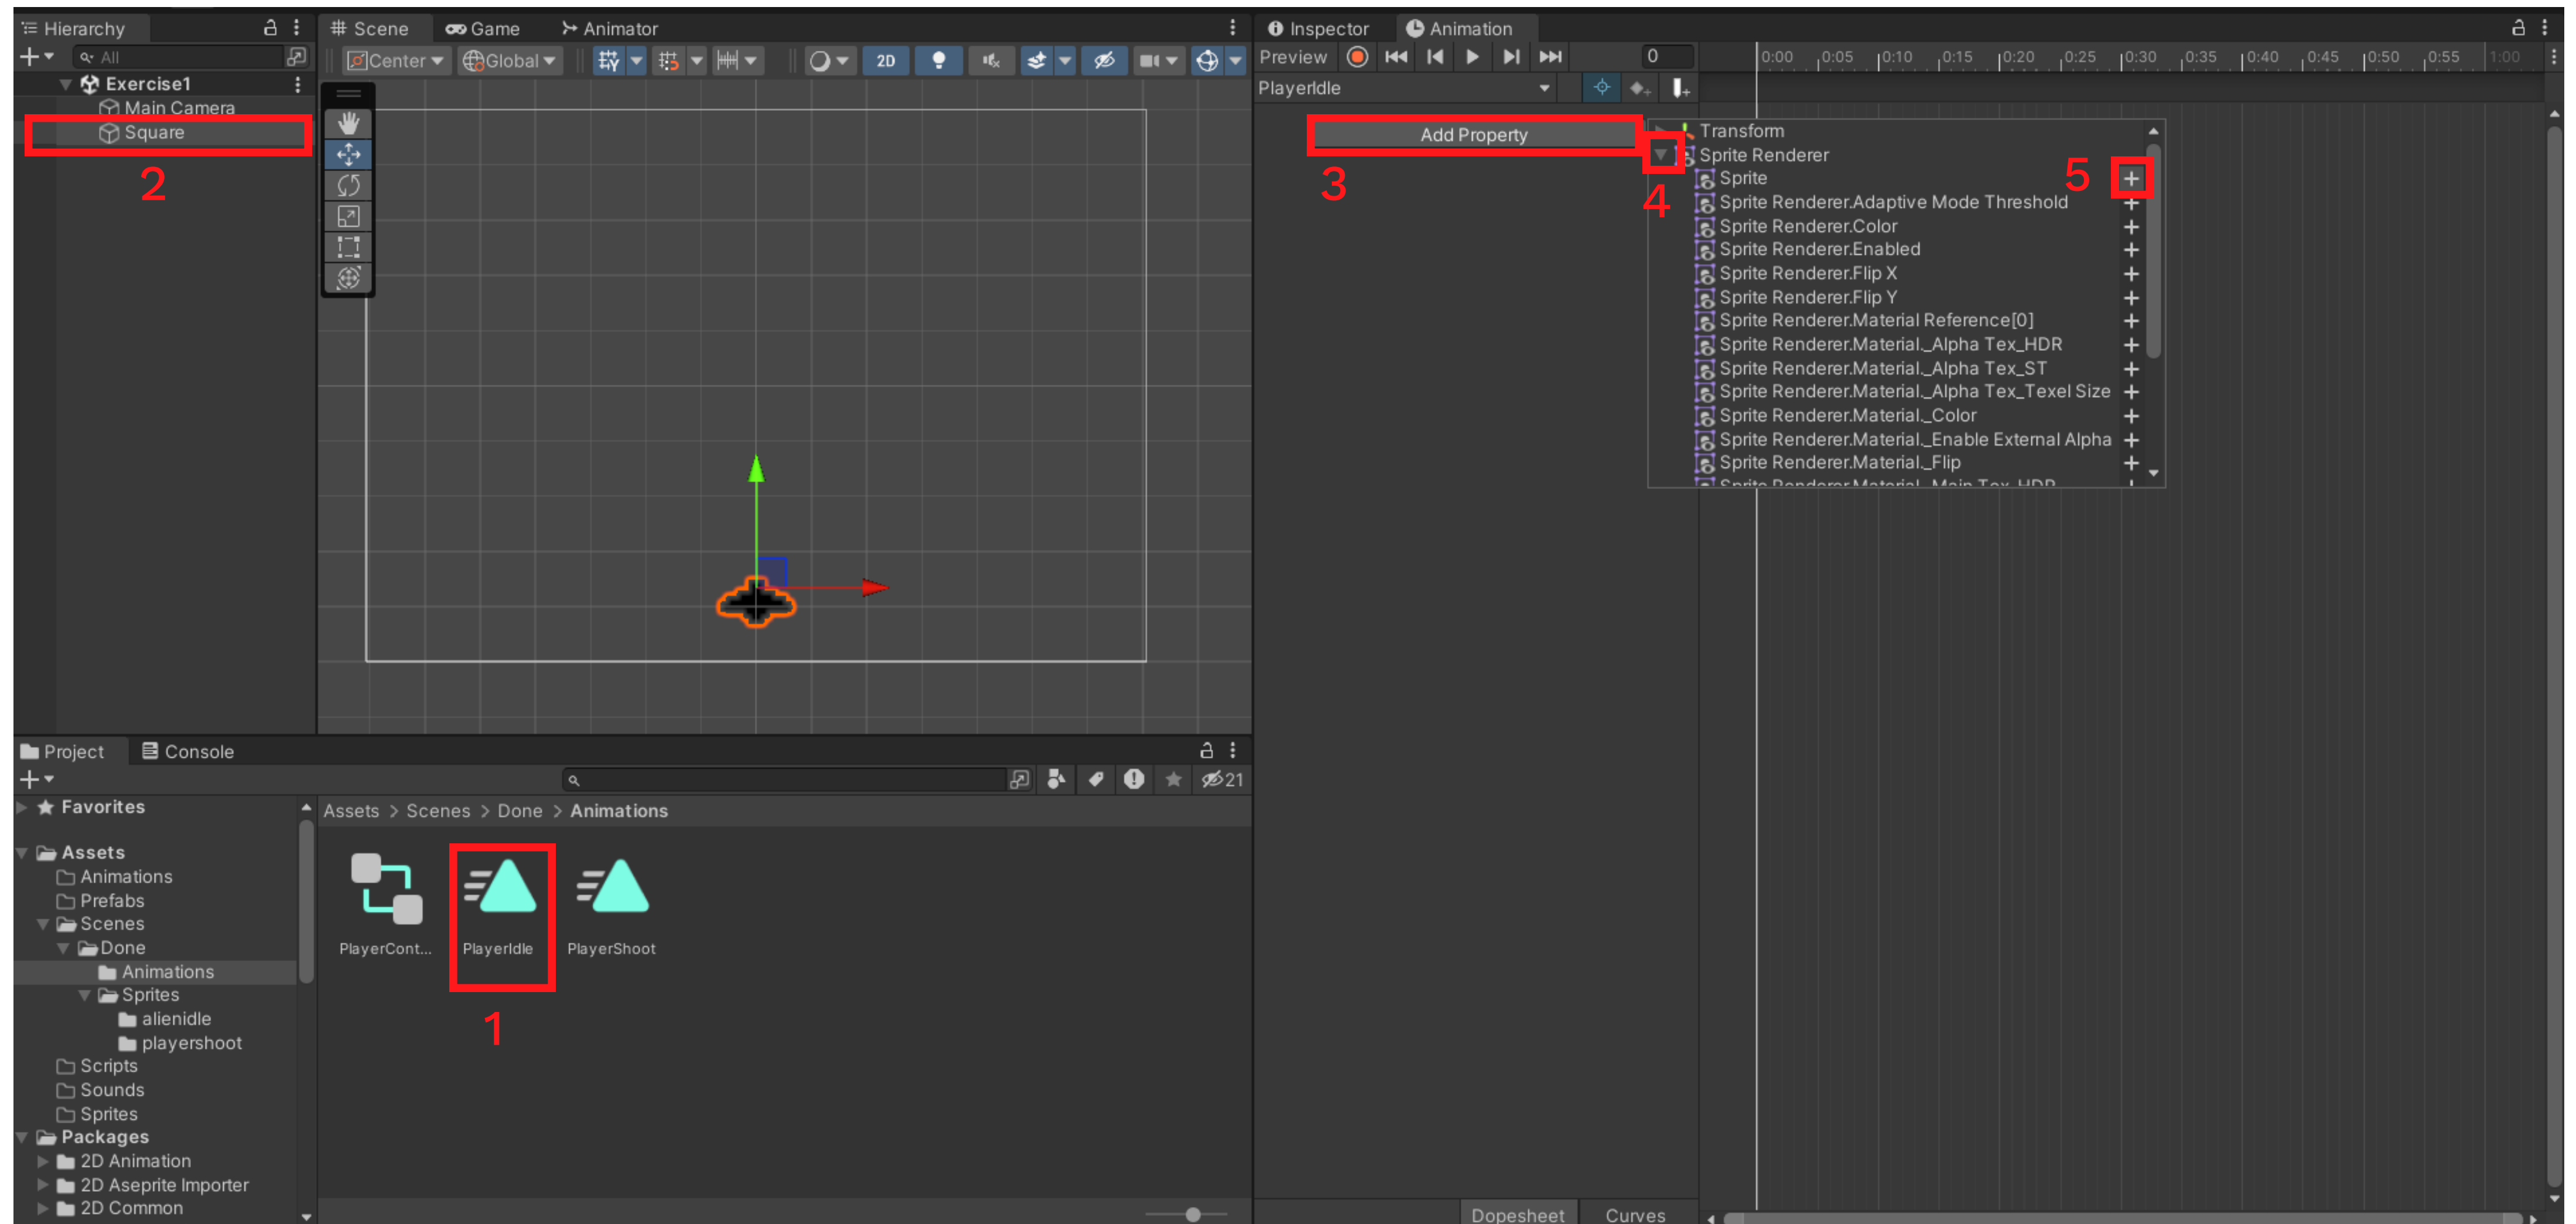 Hierarchy
All
Exercise1
Main Camera
Square
2
Scene Game Animator
Center Global 2D
Inspector Animation
Preview 0
PlayerIdle
0:00 0:05 0:10 0:15 0:20 0:25 0:30 0:35 0:40 0:45 0:50 0:55 1:00
Add Property
3
4
5
Transform
Sprite Renderer
Sprite
Sprite Renderer.Adaptive Mode Threshold
Sprite Renderer.Color
Sprite Renderer.Enabled
Sprite Renderer.Flip X
Sprite Renderer.Flip Y
Sprite Renderer.Material Reference[0]
Sprite Renderer.Material._Alpha Tex_HDR
Sprite Renderer.Material._Alpha Tex_ST
Sprite Renderer.Material._Alpha Tex_Texel Size
Sprite Renderer.Material._Color
Sprite Renderer.Material._Enable External Alpha
Sprite Renderer.Material._Flip
Sprite Renderer.Material._Main Tex_HDR
Project Console
21
Favorites
Assets
Animations
Prefabs
Scenes
Done
Animations
Sprites
alienidle
playershoot
Scripts
Sounds
Sprites
Packages
2D Animation
2D Aseprite Importer
2D Common
Assets > Scenes > Done > Animations
PlayerCont... PlayerIdle PlayerShoot
1
Dopesheet Curves